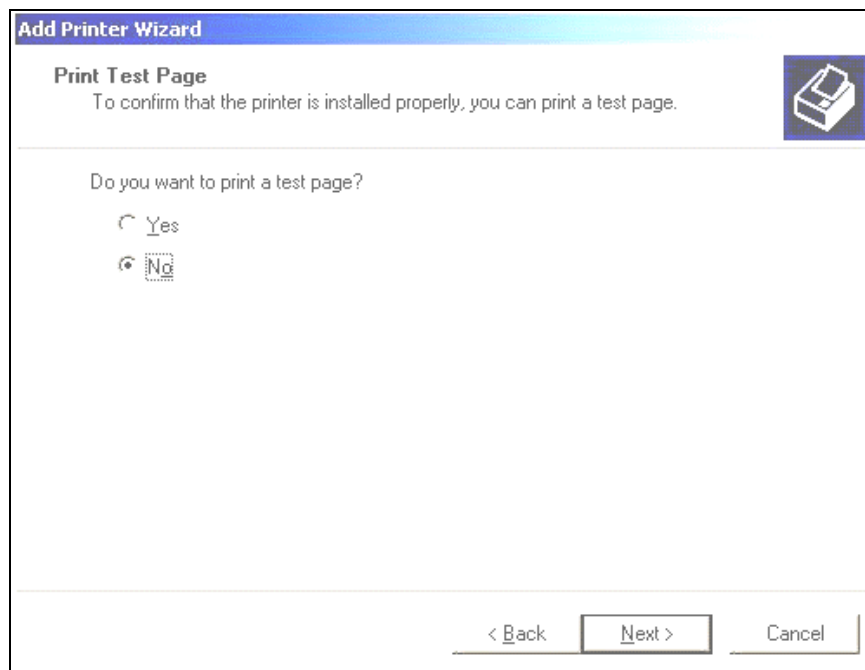 Add Printer Wizard
Print Test Page
To confirm that the printer is installed properly, you can print a test page.
Do you want to print a test page?
Yes
No
< Back Next > Cancel